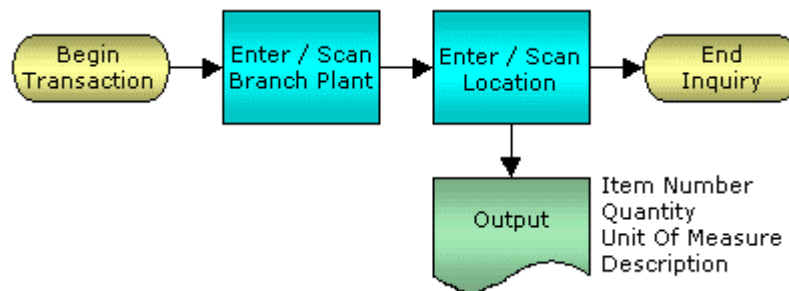 Begin
Transaction
Enter / Scan
Branch Plant
Enter / Scan
Location
End
Inquiry
Output
Item Number
Quantity
Unit Of Measure
Description